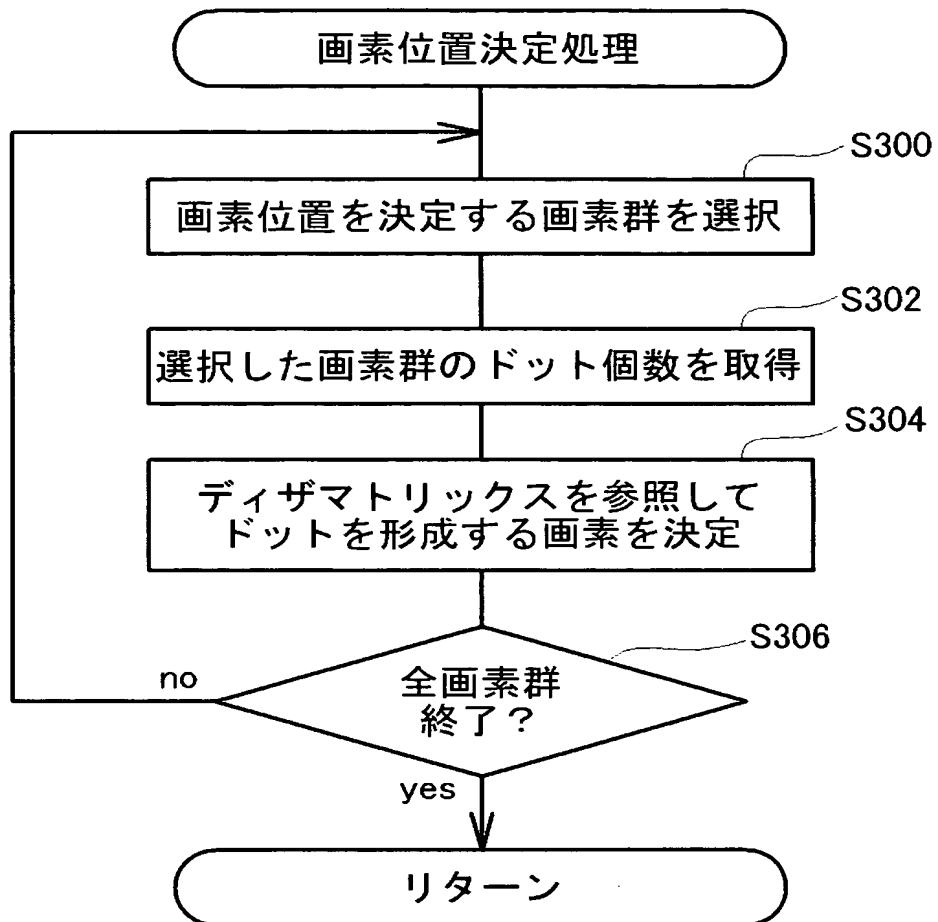 画素位置決定処理
S300
画素位置を決定する画素群を選択
S302
選択した画素群のドット個数を取得
S304
ディザマトリックスを参照して
ドットを形成する画素を決定
S306
no
全画素群
終了？
yes
リターン